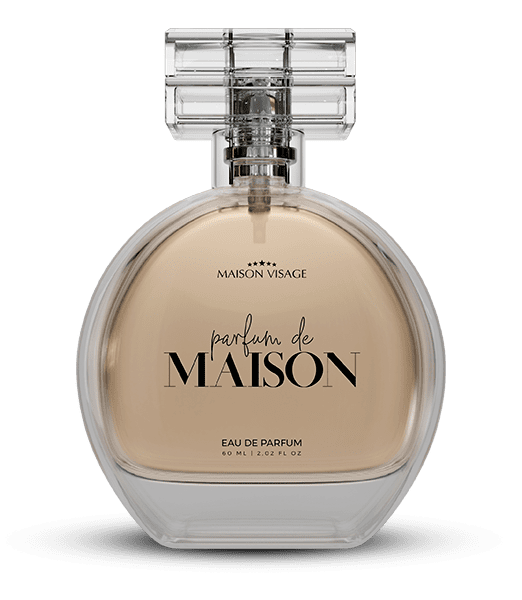 ★★★★★
MAISON VISAGE
parfum de
MAISON
EAU DE PARFUM
60 ML | 2,02 FL OZ